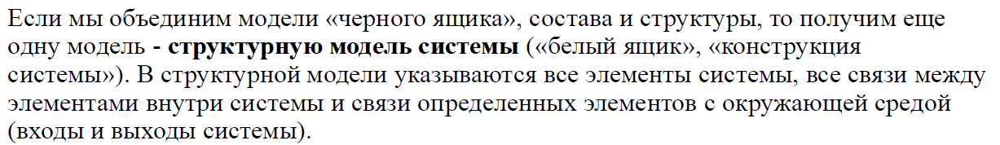 Если мы объединим модели «черного ящика», состава и структуры, то получим еще
одну модель - структурную модель системы («белый ящик», «конструкция
системы»). В структурной модели указываются все элементы системы, все связи между
элементами внутри системы и связи определенных элементов с окружающей средой
(входы и выходы системы).